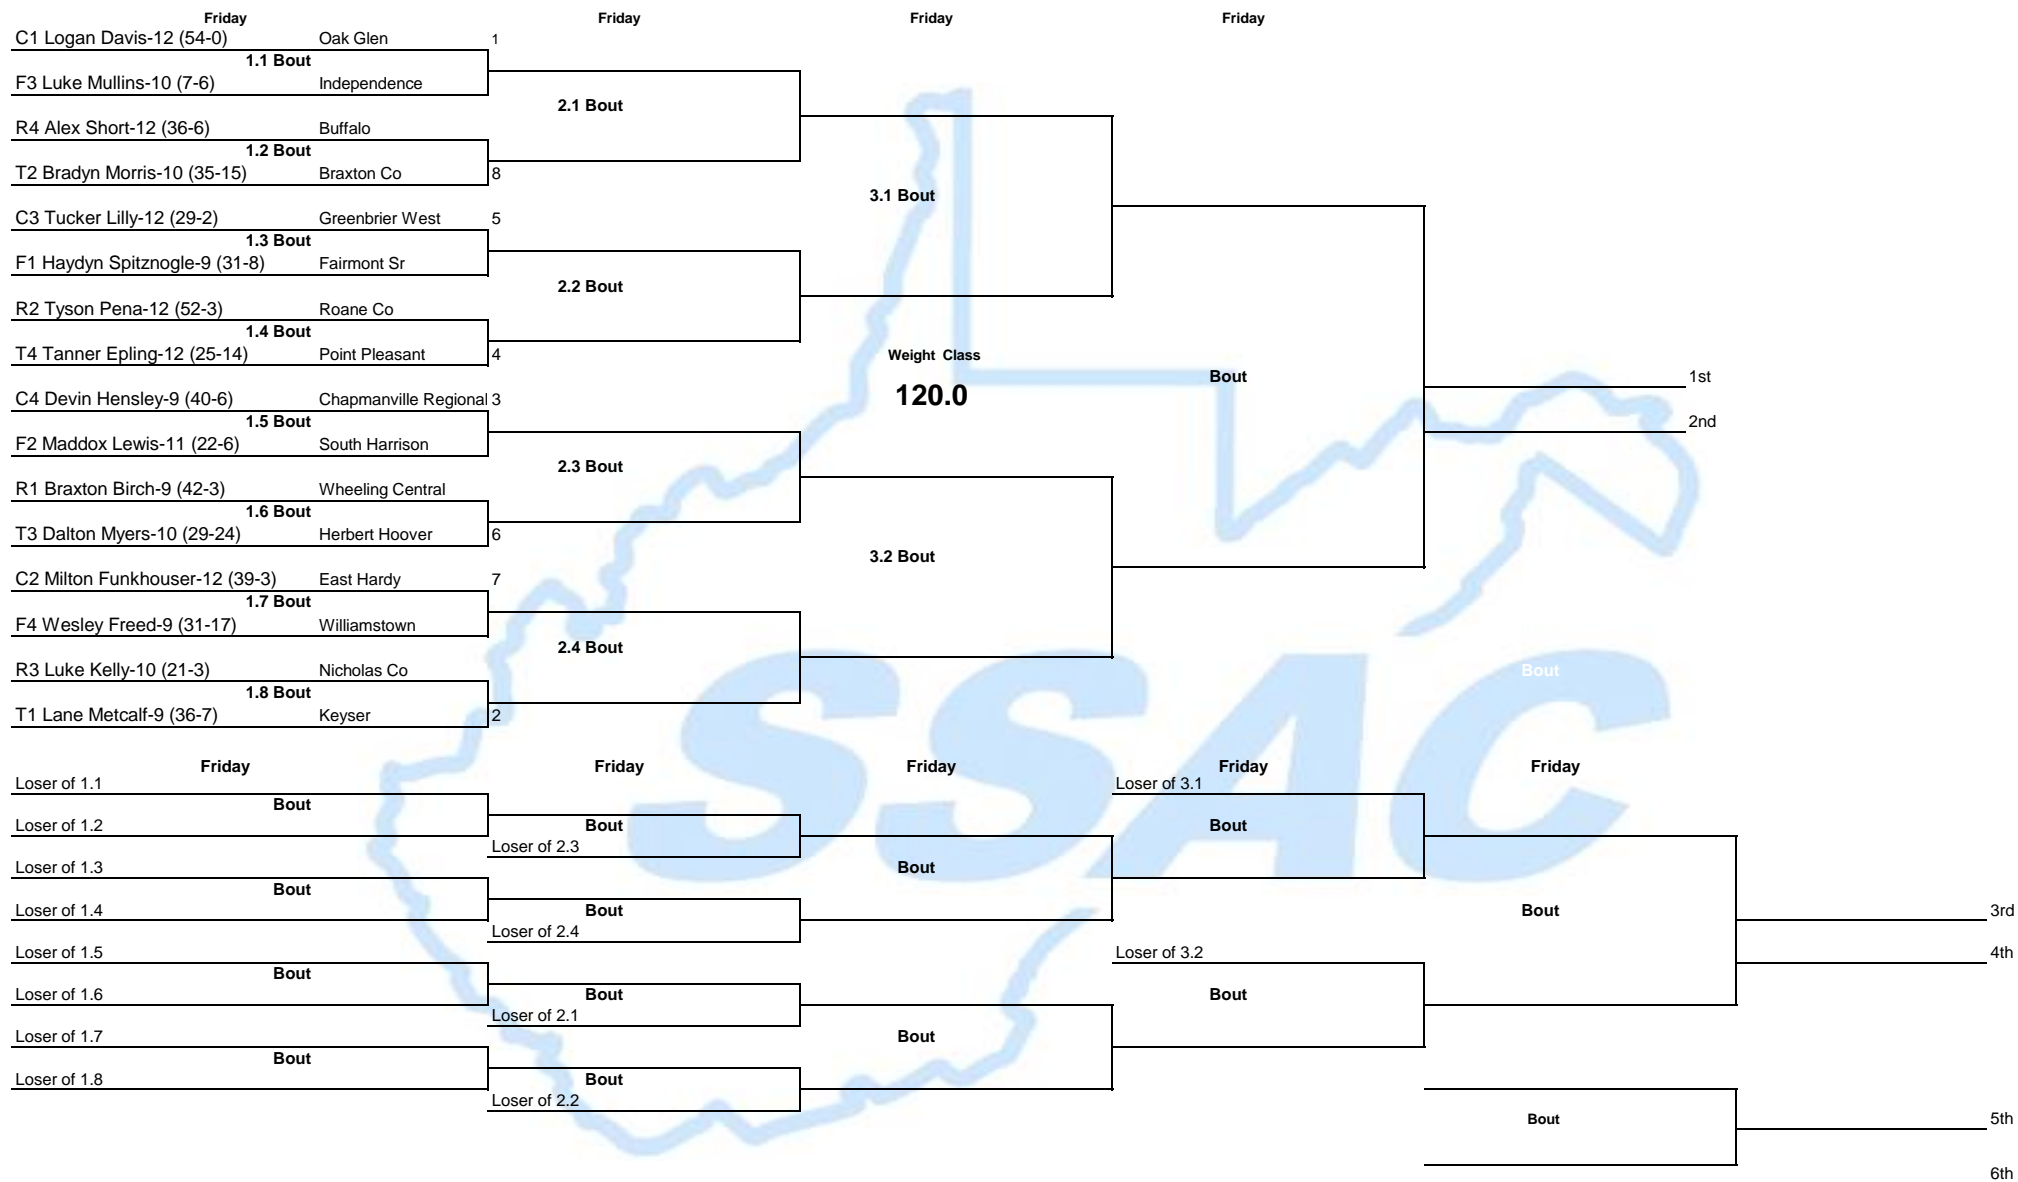 Friday Friday Friday Friday
C1 Logan Davis-12 (54-0) Oak Glen 1
1.1 Bout
F3 Luke Mullins-10 (7-6) Independence
2.1 Bout
R4 Alex Short-12 (36-6) Buffalo
1.2 Bout
T2 Bradyn Morris-10 (35-15) Braxton Co 8
3.1 Bout
C3 Tucker Lilly-12 (29-2) Greenbrier West 5
1.3 Bout
F1 Haydyn Spitznogle-9 (31-8) Fairmont Sr
2.2 Bout
R2 Tyson Pena-12 (52-3) Roane Co
1.4 Bout
T4 Tanner Epling-12 (25-14) Point Pleasant 4
Weight Class
Bout 1st
120.0
C4 Devin Hensley-9 (40-6) Chapmanville Regional 3
1.5 Bout 2nd
F2 Maddox Lewis-11 (22-6) South Harrison
2.3 Bout
R1 Braxton Birch-9 (42-3) Wheeling Central
1.6 Bout
T3 Dalton Myers-10 (29-24) Herbert Hoover 6
3.2 Bout
C2 Milton Funkhouser-12 (39-3) East Hardy 7
1.7 Bout
F4 Wesley Freed-9 (31-17) Williamstown
2.4 Bout
R3 Luke Kelly-10 (21-3) Nicholas Co Bout
1.8 Bout
T1 Lane Metcalf-9 (36-7) Keyser 2
SSAC
Friday Friday Friday Friday Friday
Loser of 1.1 Loser of 3.1
Bout
Loser of 1.2 Bout Bout
Loser of 2.3
Loser of 1.3 Bout
Bout
Loser of 1.4 Bout Bout 3rd
Loser of 2.4
Loser of 1.5 Loser of 3.2 4th
Bout
Loser of 1.6 Bout Bout
Loser of 2.1
Loser of 1.7 Bout
Bout
Loser of 1.8 Bout
Loser of 2.2
Bout 5th
6th